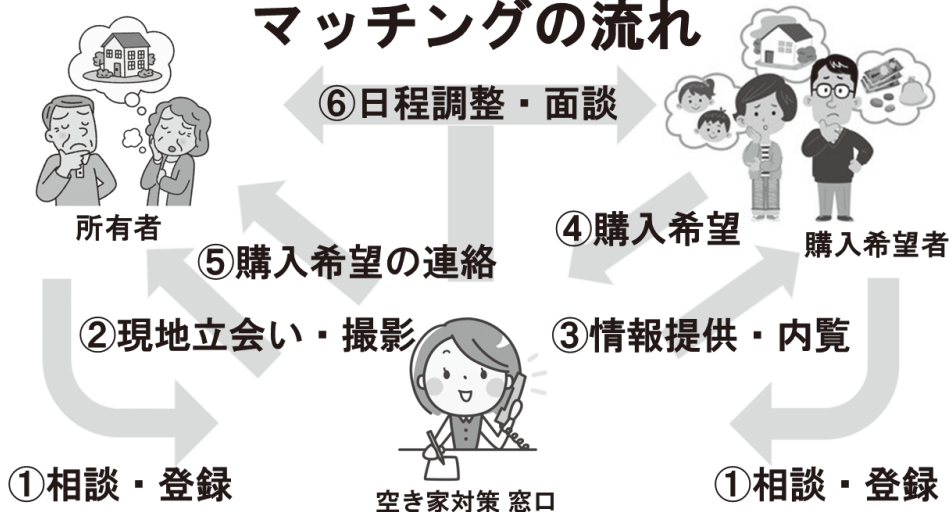 マッチングの流れ
⑥日程調整・面談
所有者
④購入希望
購入希望者
⑤購入希望の連絡
②現地立会い・撮影
③情報提供・内覧
①相談・登録
空き家対策 窓口
①相談・登録